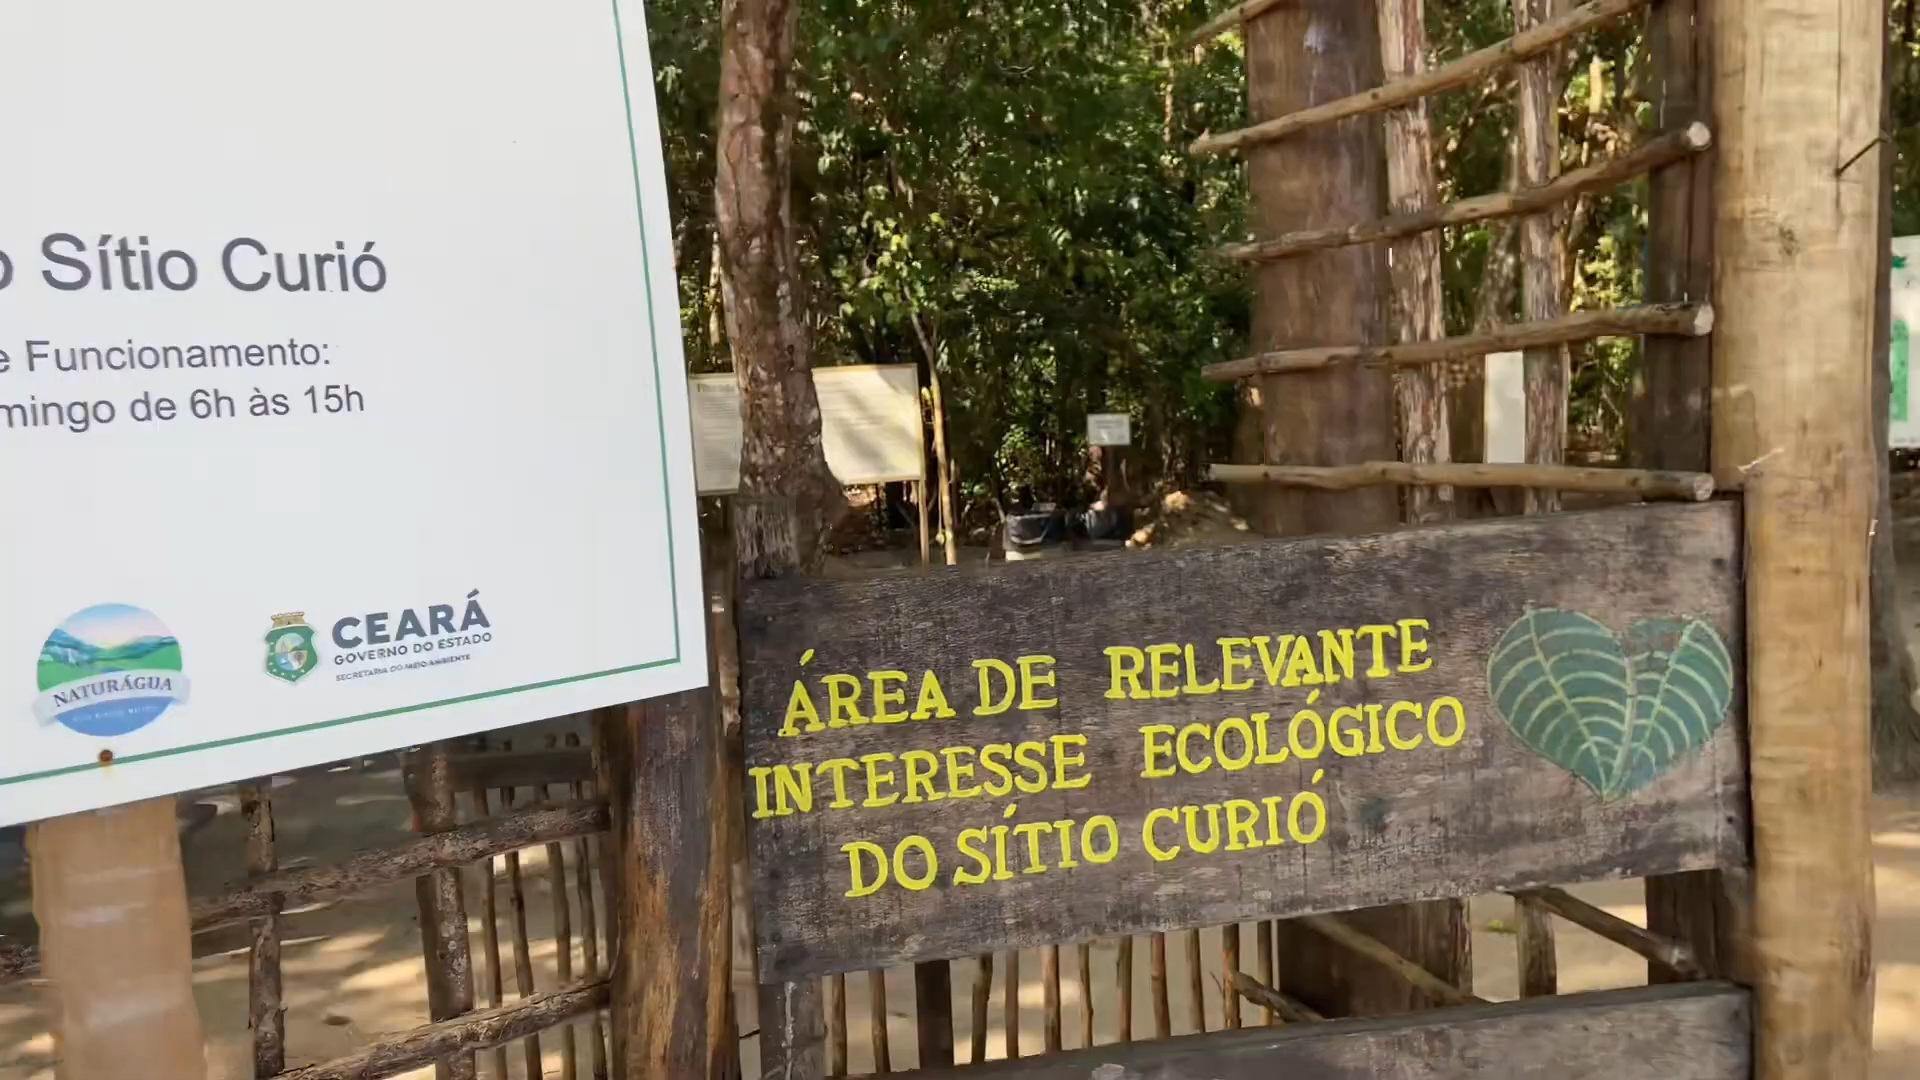 o Sítio Curió
e Funcionamento:
mingo de 6h às 15h
NATURÁGUA
CEARÁ
GOVERNO DO ESTADO
SECRETARIA DO MEIO AMBIENTE
ÁREA DE RELEVANTE
INTERESSE ECOLÓGICO
DO SÍTIO CURIÓ